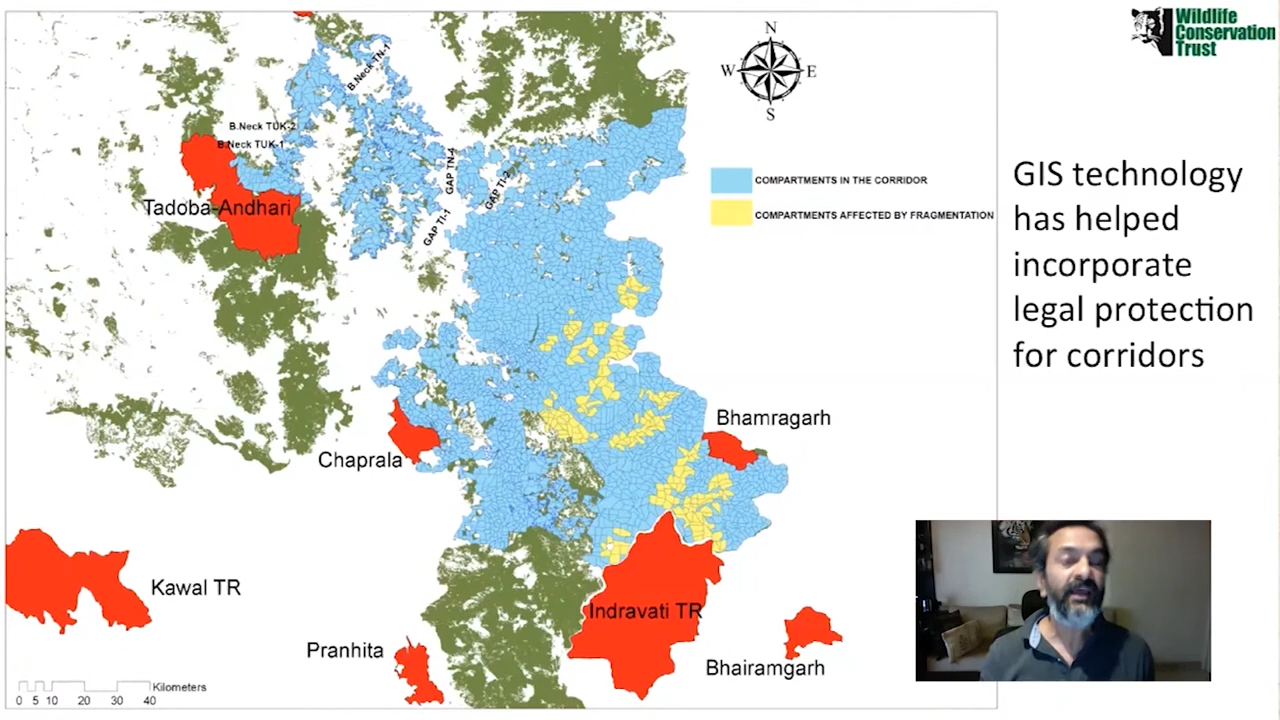 Wildlife
Conservation
Trust
N
W E
S
B.Neck-TN-1
B.Neck TUK-2
B.Neck TUK-1
GAP TN-4
GAP TI-2
GAP TI-1
Tadoba-Andhari
COMPARTMENTS IN THE CORRIDOR
COMPARTMENTS AFFECTED BY FRAGMENTATION
GIS technology
has helped
incorporate
legal protection
for corridors
Bhamragarh
Chaprala
Kawal TR
Indravati TR
Pranhita
Bhairamgarh
Kilometers
0 5 10 20 30 40